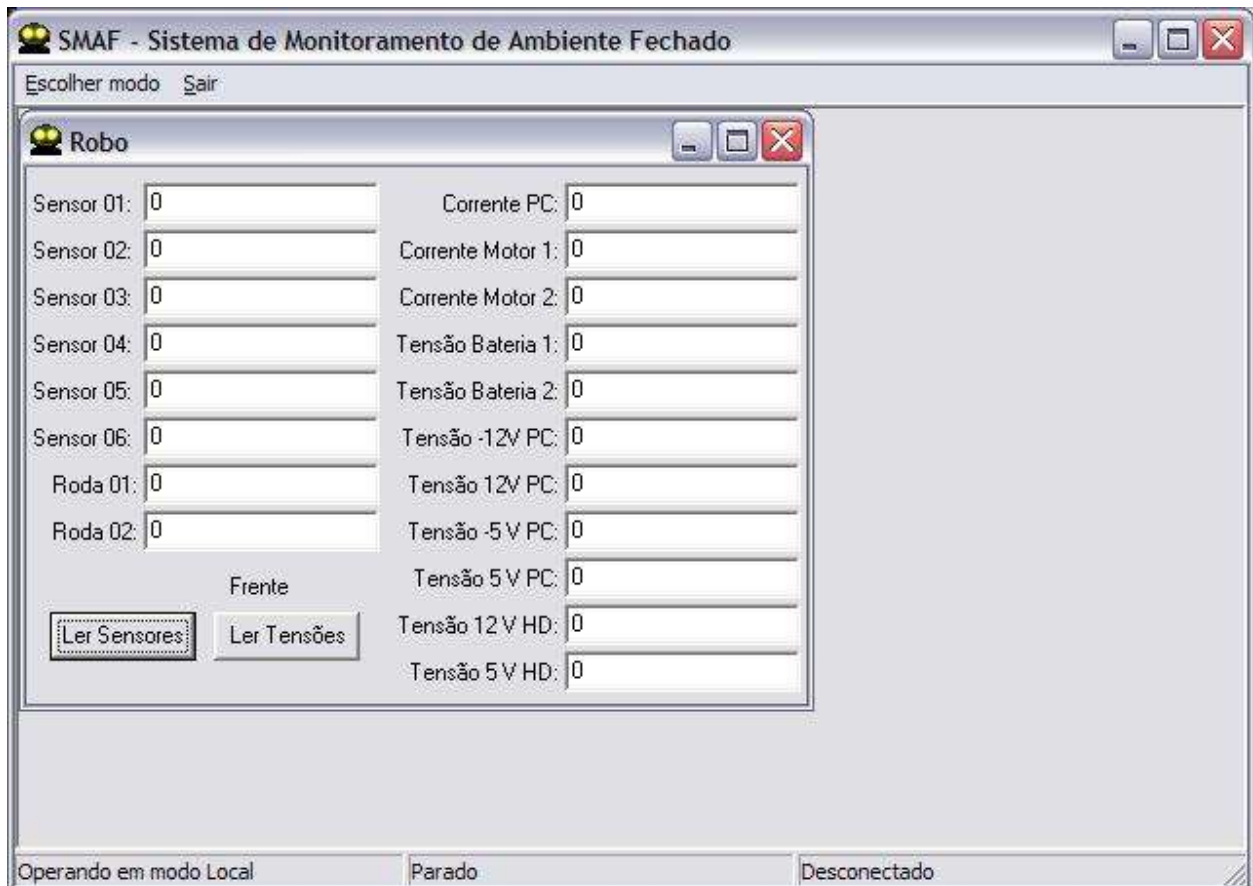 SMAF - Sistema de Monitoramento de Ambiente Fechado
Escolher modo Sair
Robo
Sensor 01: 0
Sensor 02: 0
Sensor 03: 0
Sensor 04: 0
Sensor 05: 0
Sensor 06: 0
Roda 01: 0
Roda 02: 0
Frente
Ler Sensores Ler Tensões
Corrente PC: 0
Corrente Motor 1: 0
Corrente Motor 2: 0
Tensão Bateria 1: 0
Tensão Bateria 2: 0
Tensão -12V PC: 0
Tensão 12V PC: 0
Tensão -5 V PC: 0
Tensão 5 V PC: 0
Tensão 12 V HD: 0
Tensão 5 V HD: 0
Operando em modo Local Parado Desconectado